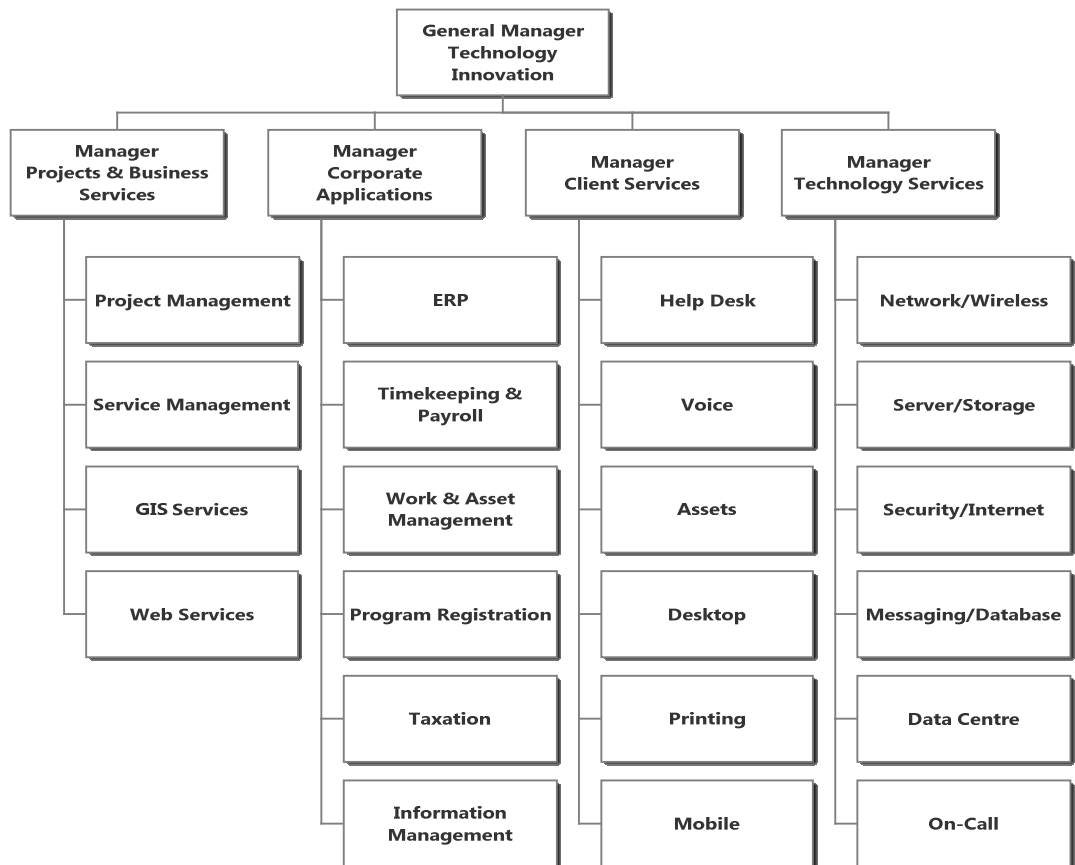 General Manager
Technology
Innovation
Manager
Projects & Business
Services
Manager
Corporate
Applications
Manager
Client Services
Manager
Technology Services
Project Management
Service Management
GIS Services
Web Services
ERP
Timekeeping &
Payroll
Work & Asset
Management
Program Registration
Taxation
Information
Management
Help Desk
Voice
Assets
Desktop
Printing
Mobile
Network/Wireless
Server/Storage
Security/Internet
Messaging/Database
Data Centre
On-Call